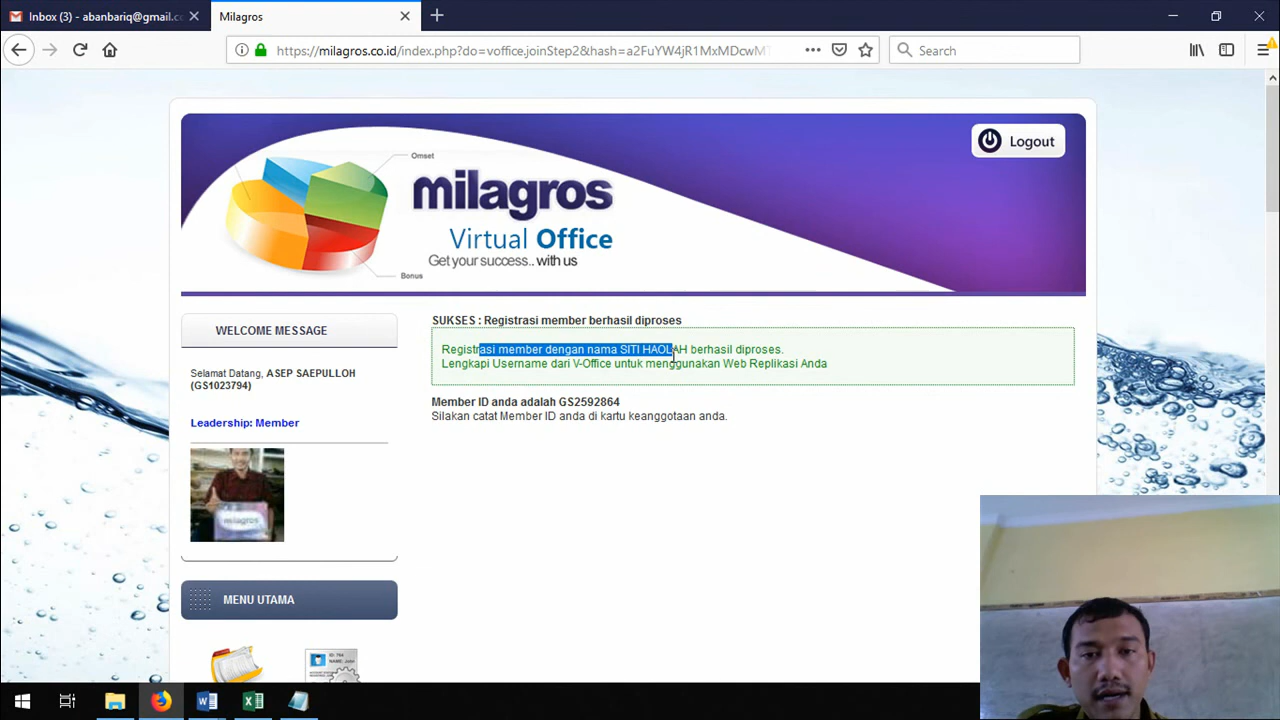 Inbox (3) - abanbariq@gmail.c
Milagros
https://milagros.co.id/index.php?do=voffice.joinStep2&hash=a2FuYW4jR1MxMDcwM
Search
Logout
Omset
milagros
Virtual Office
Get your success.. with us
Bonus
WELCOME MESSAGE
Selamat Datang, ASEP SAEPULLOH
(GS1023794)
Leadership: Member
milagros
MENU UTAMA
SUKSES : Registrasi member berhasil diproses
Registrasi member dengan nama SITI HAOLAH berhasil diproses.
Lengkapi Username dari V-Office untuk menggunakan Web Replikasi Anda
Member ID anda adalah GS2592864
Silakan catat Member ID anda di kartu keanggotaan anda.